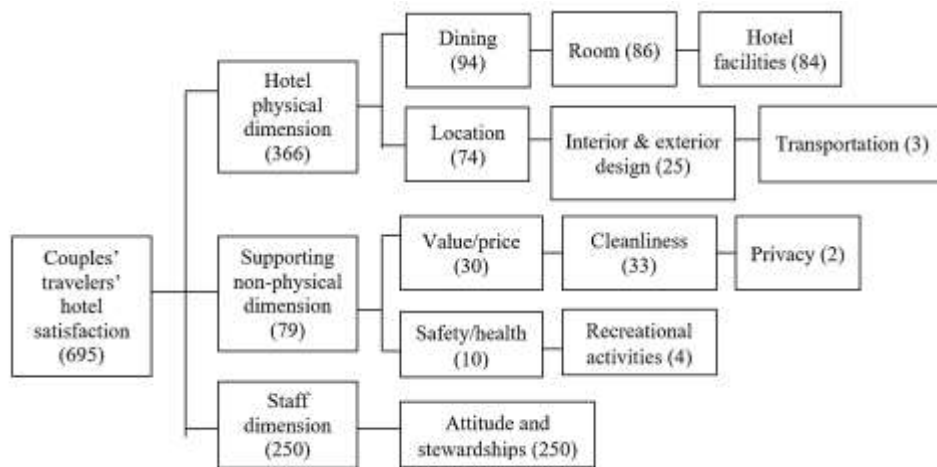 Couples'
travelers'
hotel
satisfaction
(695)
Hotel
physical
dimension
(366)
Dining
(94)
Room (86)
Hotel
facilities (84)
Location
(74)
Interior & exterior
design (25)
Transportation (3)
Supporting
non-physical
dimension
(79)
Value/price
(30)
Cleanliness
(33)
Privacy (2)
Safety/health
(10)
Recreational
activities (4)
Staff
dimension
(250)
Attitude and
stewardships (250)